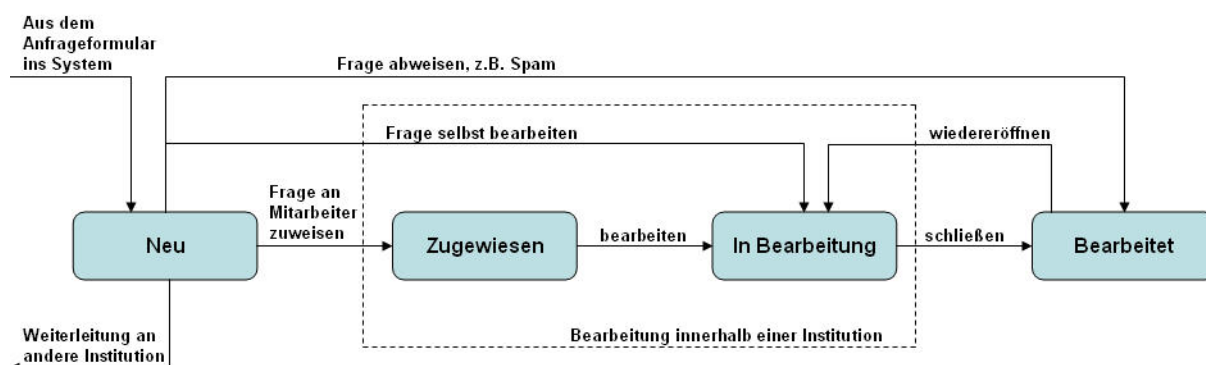 Aus dem
Anfrageformular
ins System
Frage abweisen, z.B. Spam
Frage selbst bearbeiten
wiedereröffnen
Frage an
Mitarbeiter
zuweisen
Neu
Zugewiesen
bearbeiten
In Bearbeitung
schließen
Bearbeitet
Weiterleitung an
andere Institution
Bearbeitung innerhalb einer Institution